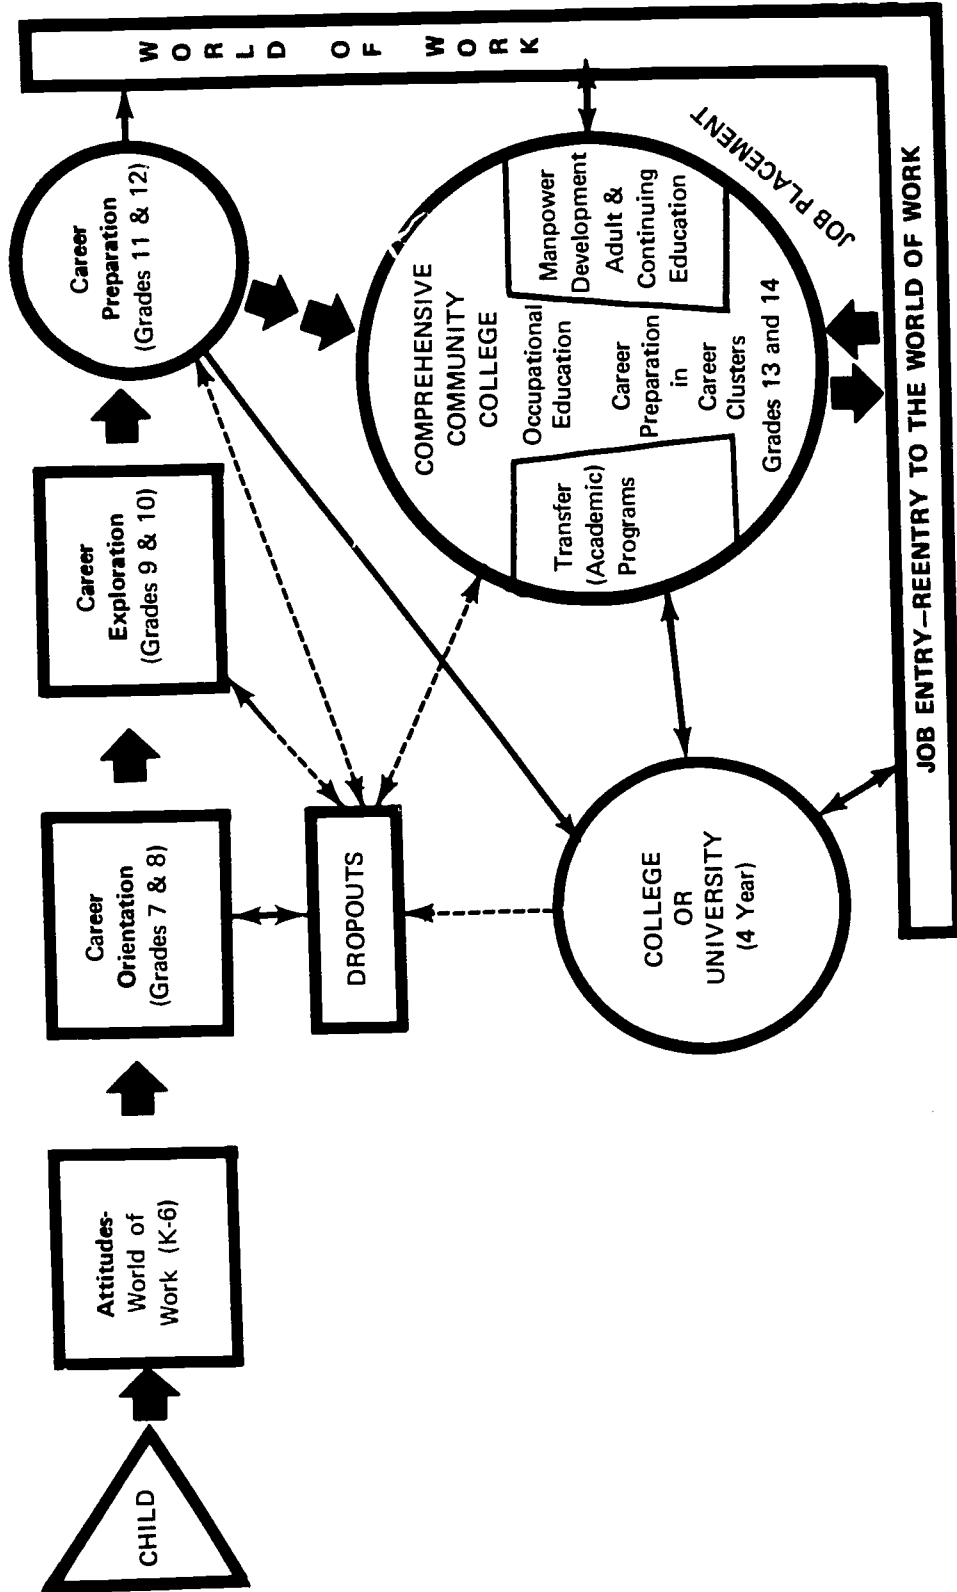 CHILD
Attitudes-
World of
Work (K-6)
Career
Orientation
(Grades 7 & 8)
Career
Exploration
(Grades 9 & 10)
Career
Preparation
(Grades 11 & 12)
WORLD OF WORK
DROPOUTS
COLLEGE
OR
UNIVERSITY
(4 Year)
COMPREHENSIVE
COMMUNITY
COLLEGE
Transfer
(Academic)
Programs
Occupational
Education
Career
Preparation
in
Career
Clusters
Grades 13 and 14
Manpower
Development
Adult &
Continuing
Education
JOB PLACEMENT
JOB ENTRY–REENTRY TO THE WORLD OF WORK